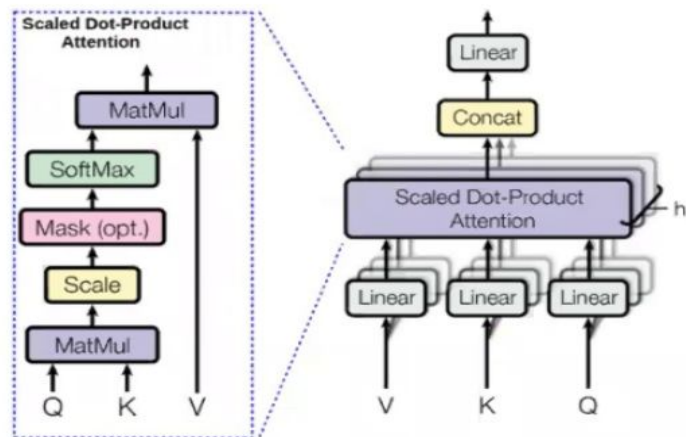 Scaled Dot-Product
Attention
MatMul
SoftMax
Mask (opt.)
Scale
MatMul
Q K V
Linear
Concat
Scaled Dot-Product
Attention
h
Linear Linear Linear
V K Q